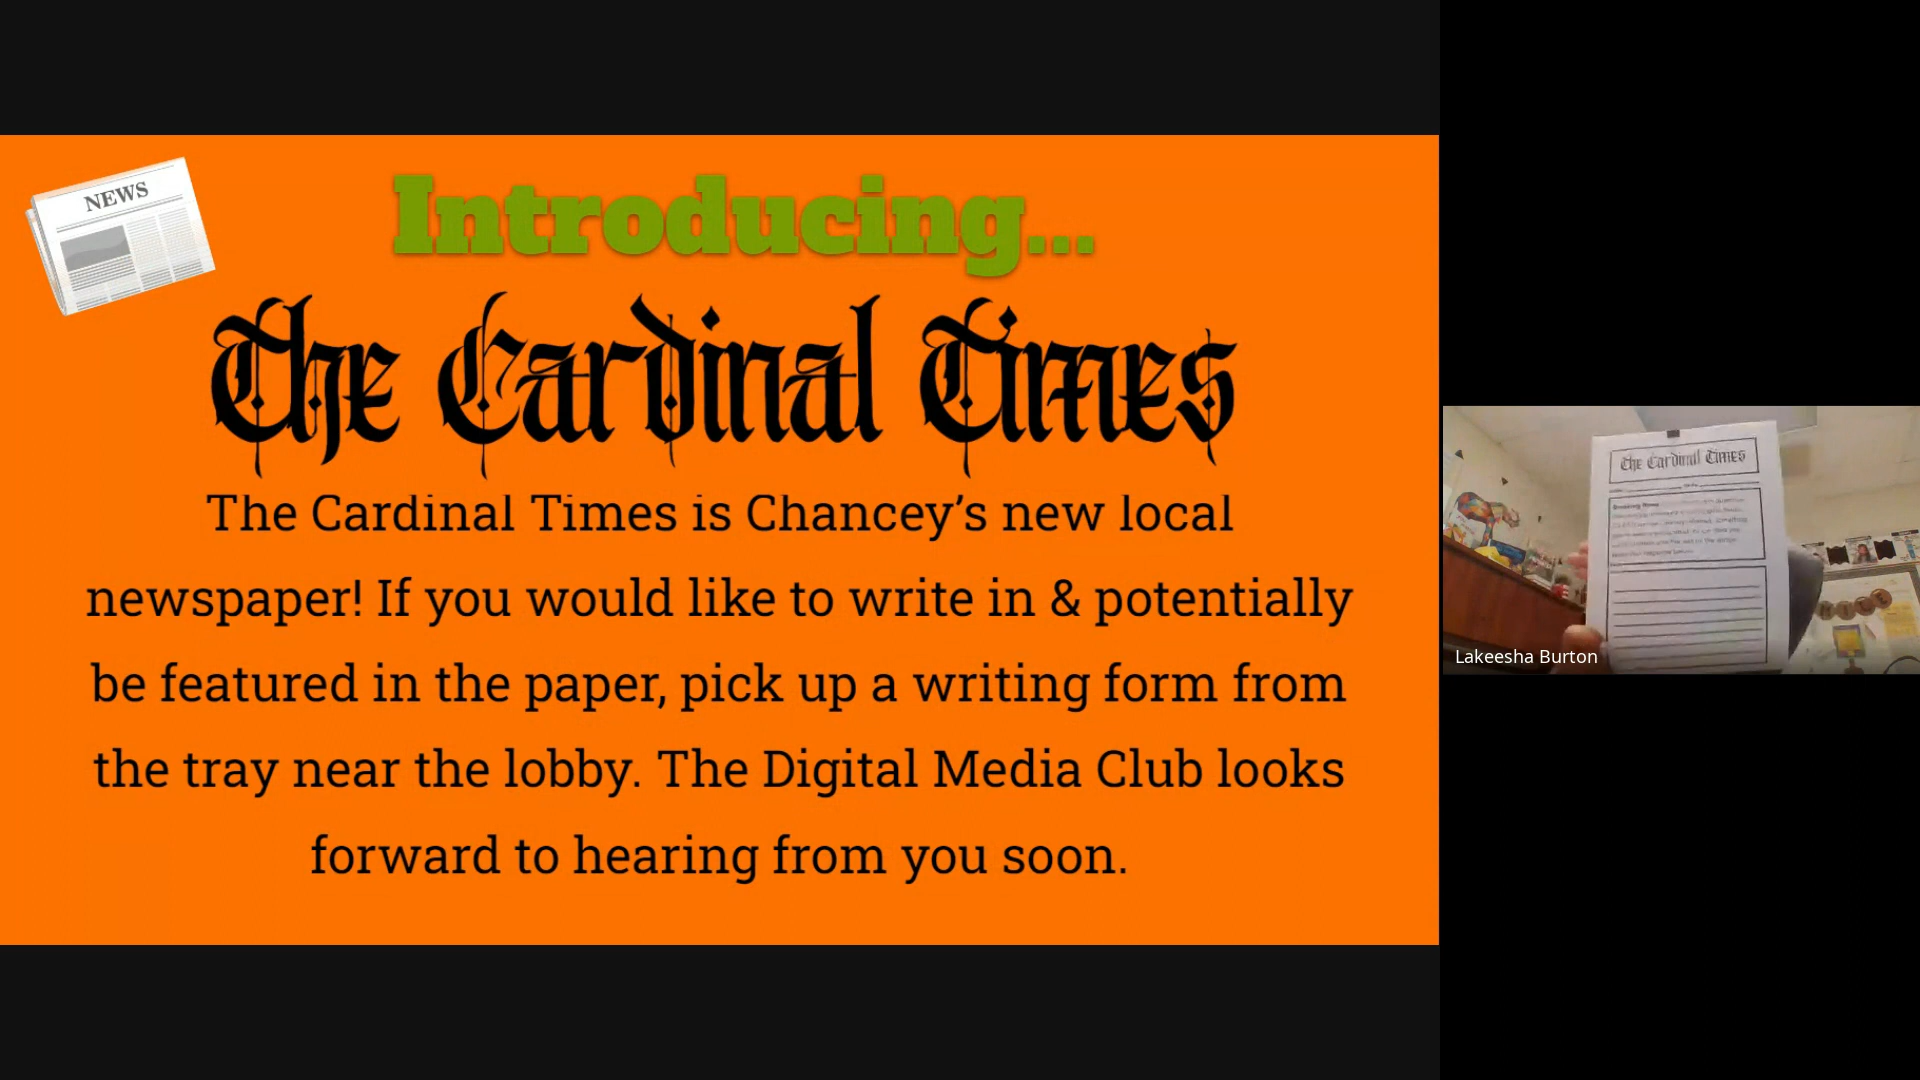 NEWS
Introducing...
The Cardinal Times
The Cardinal Times is Chancey’s new local
newspaper! If you would like to write in & potentially
be featured in the paper, pick up a writing form from
the tray near the lobby. The Digital Media Club looks
forward to hearing from you soon.
The Cardinal Times
Breaking News
Lakeesha Burton